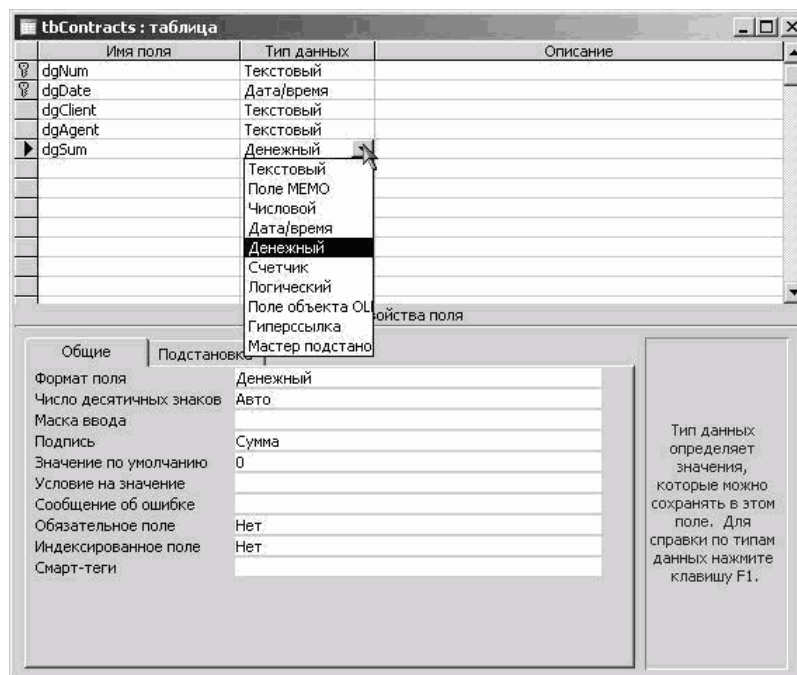 tbContracts : таблица
Имя поля Тип данных Описание
dgNum Текстовый
dgDate Дата/время
dgClient Текстовый
dgAgent Текстовый
dgSum Денежный
Текстовый
Поле MEMO
Числовой
Дата/время
Денежный
Счетчик
Логический
Поле объекта OL
Гиперссылка
Мастер подстано
ойства поля
Общие Подстановка
Формат поля Денежный
Число десятичных знаков Авто
Маска ввода
Подпись Сумма
Значение по умолчанию 0
Условие на значение
Сообщение об ошибке
Обязательное поле Нет
Индексированное поле Нет
Смарт-теги
Тип данных
определяет
значения,
которые можно
сохранять в этом
поле. Для
справки по типам
данных нажмите
клавишу F1.